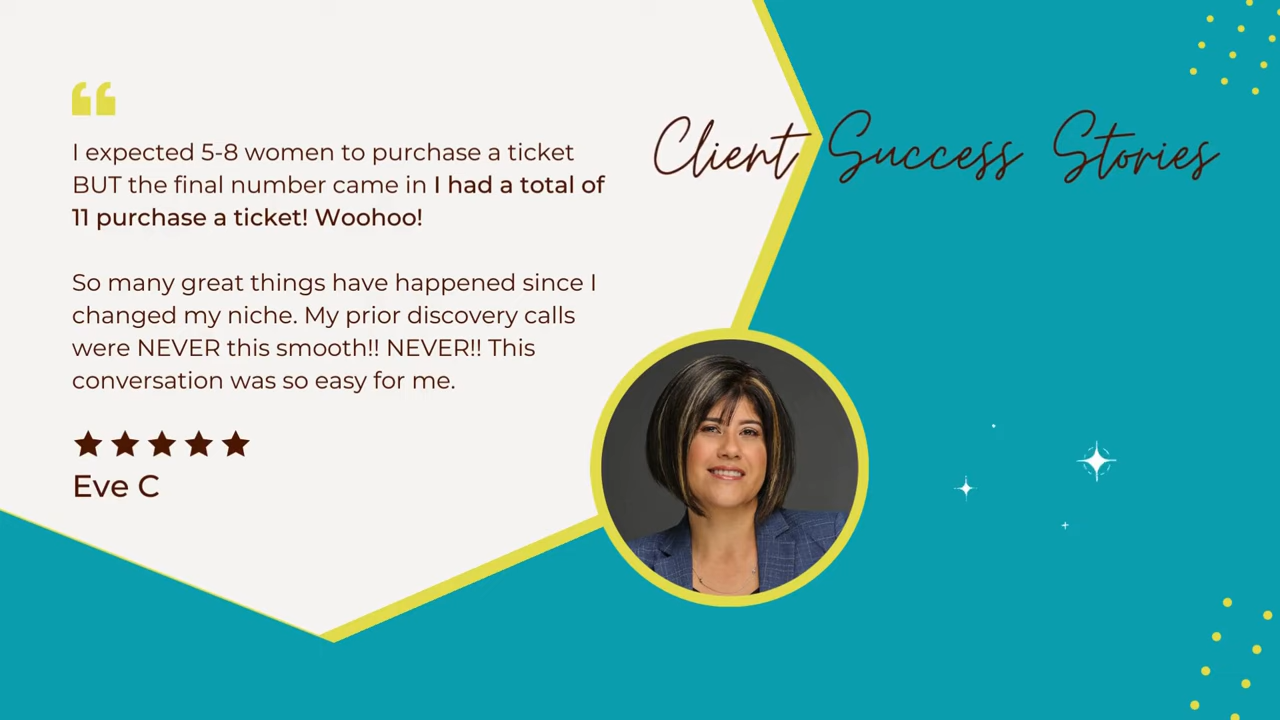 Client Success Stories
I expected 5-8 women to purchase a ticket
BUT the final number came in I had a total of
11 purchase a ticket! Woohoo!
So many great things have happened since I
changed my niche. My prior discovery calls
were NEVER this smooth!! NEVER!! This
conversation was so easy for me.
Eve C